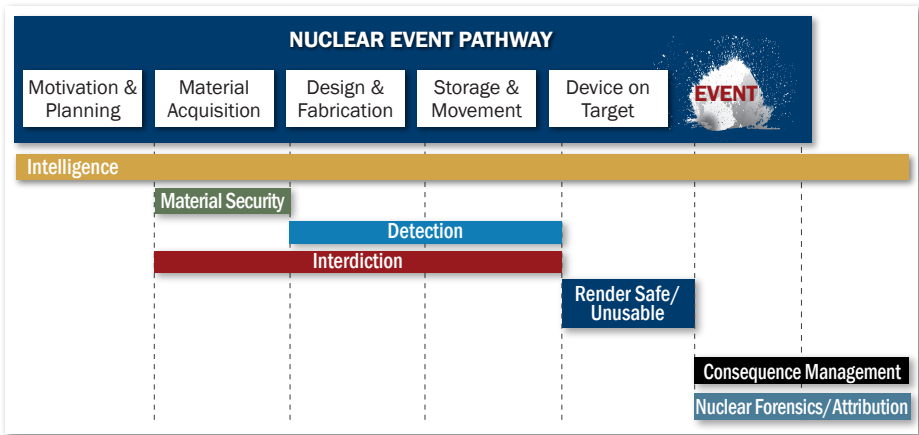 NUCLEAR EVENT PATHWAY
Motivation &
Planning
Material
Acquisition
Design &
Fabrication
Storage &
Movement
Device on
Target
EVENT
Intelligence
Material Security
Detection
Interdiction
Render Safe/
Unusable
Consequence Management
Nuclear Forensics/Attribution